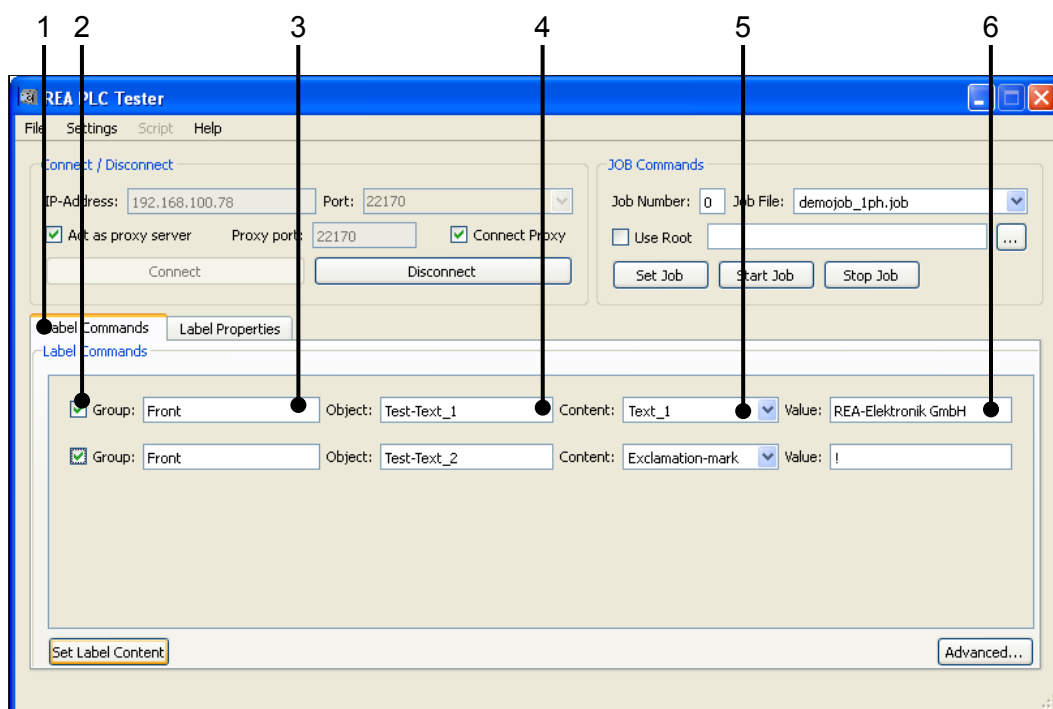 1 2 3 4 5 6
REA PLC Tester
File Settings Script Help
Connect / Disconnect
JOB Commands
IP-Address: 192.168.100.78 Port: 22170
Job Number: 0 Job File: demojob_1ph.job
Act as proxy server Proxy port: 22170 Connect Proxy
Use Root ...
Connect Disconnect
Set Job Start Job Stop Job
Label Commands Label Properties
Label Commands
Group: Front Object: Test-Text_1 Content: Text_1 Value: REA-Elektronik GmbH
Group: Front Object: Test-Text_2 Content: Exclamation-mark Value: !
Set Label Content Advanced...